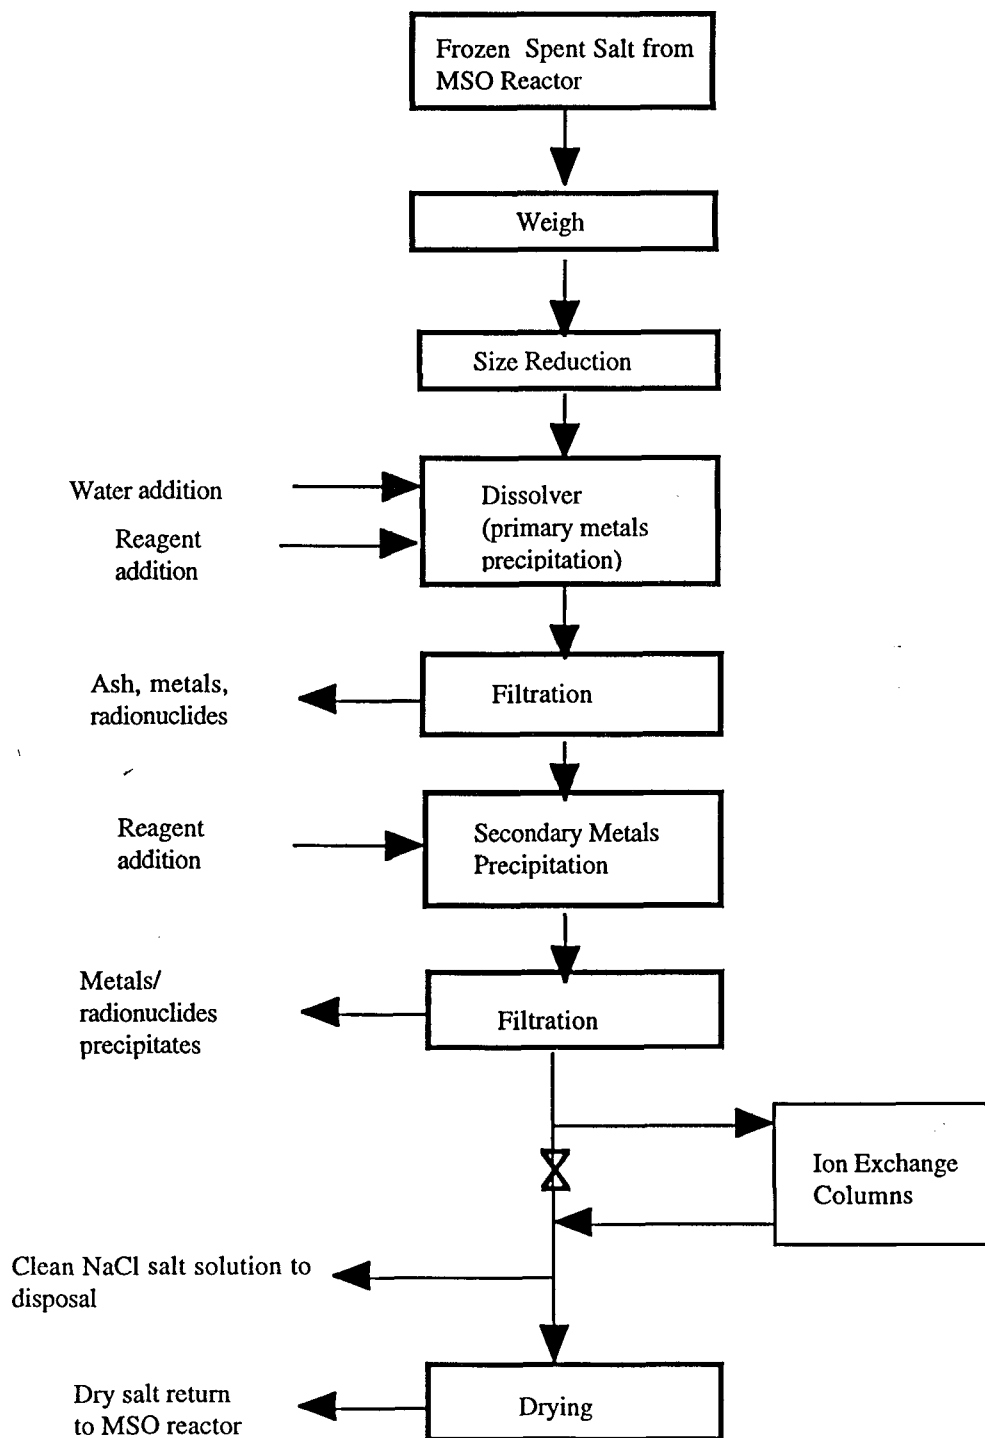 Frozen Spent Salt from
MSO Reactor
Weigh
Size Reduction
Water addition
Reagent
addition
Dissolver
(primary metals
precipitation)
Ash, metals,
radionuclides
Filtration
Reagent
addition
Secondary Metals
Precipitation
Metals/
radionuclides
precipitates
Filtration
Ion Exchange
Columns
Clean NaCl salt solution to
disposal
Dry salt return
to MSO reactor
Drying